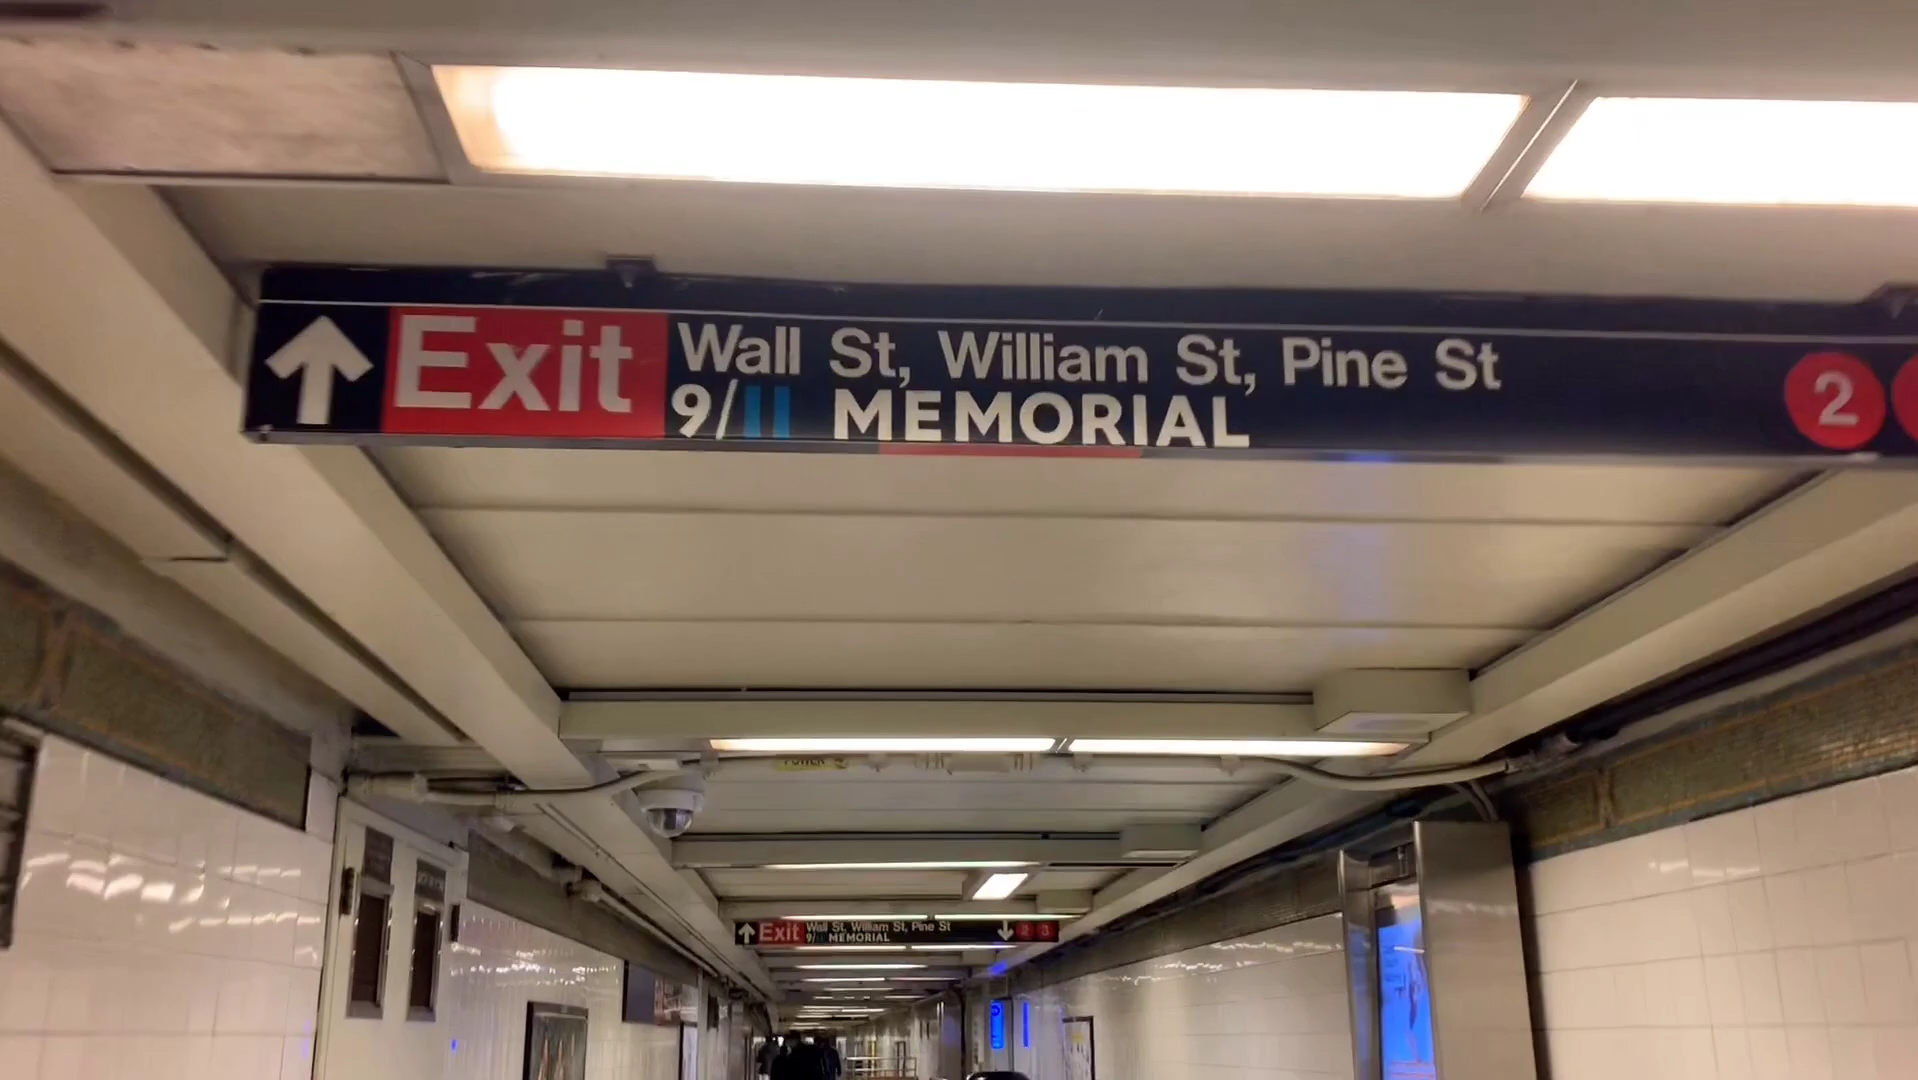 Exit Wall St, William St, Pine St
9/11 MEMORIAL
2
POWER
Exit Wall St, William St, Pine St
9/11 MEMORIAL
2 3